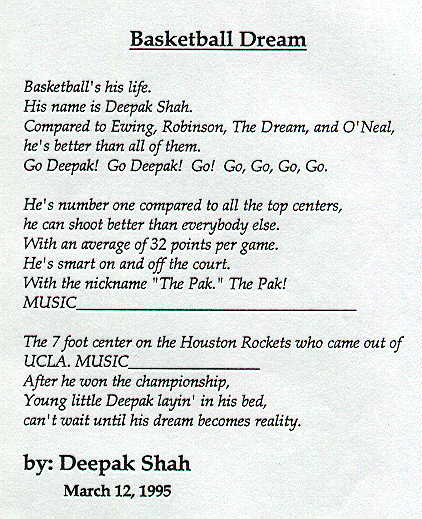 Basketball Dream
Basketball's his life.
His name is Deepak Shah.
Compared to Ewing, Robinson, The Dream, and O'Neal,
he's better than all of them.
Go Deepak! Go Deepak! Go! Go, Go, Go, Go.
He's number one compared to all the top centers,
he can shoot better than everybody else.
With an average of 32 points per game.
He's smart on and off the court.
With the nickname "The Pak." The Pak!
MUSIC__________________________________
The 7 foot center on the Houston Rockets who came out of
UCLA. MUSIC________________
After he won the championship,
Young little Deepak layin' in his bed,
can't wait until his dream becomes reality.
by: Deepak Shah
March 12, 1995